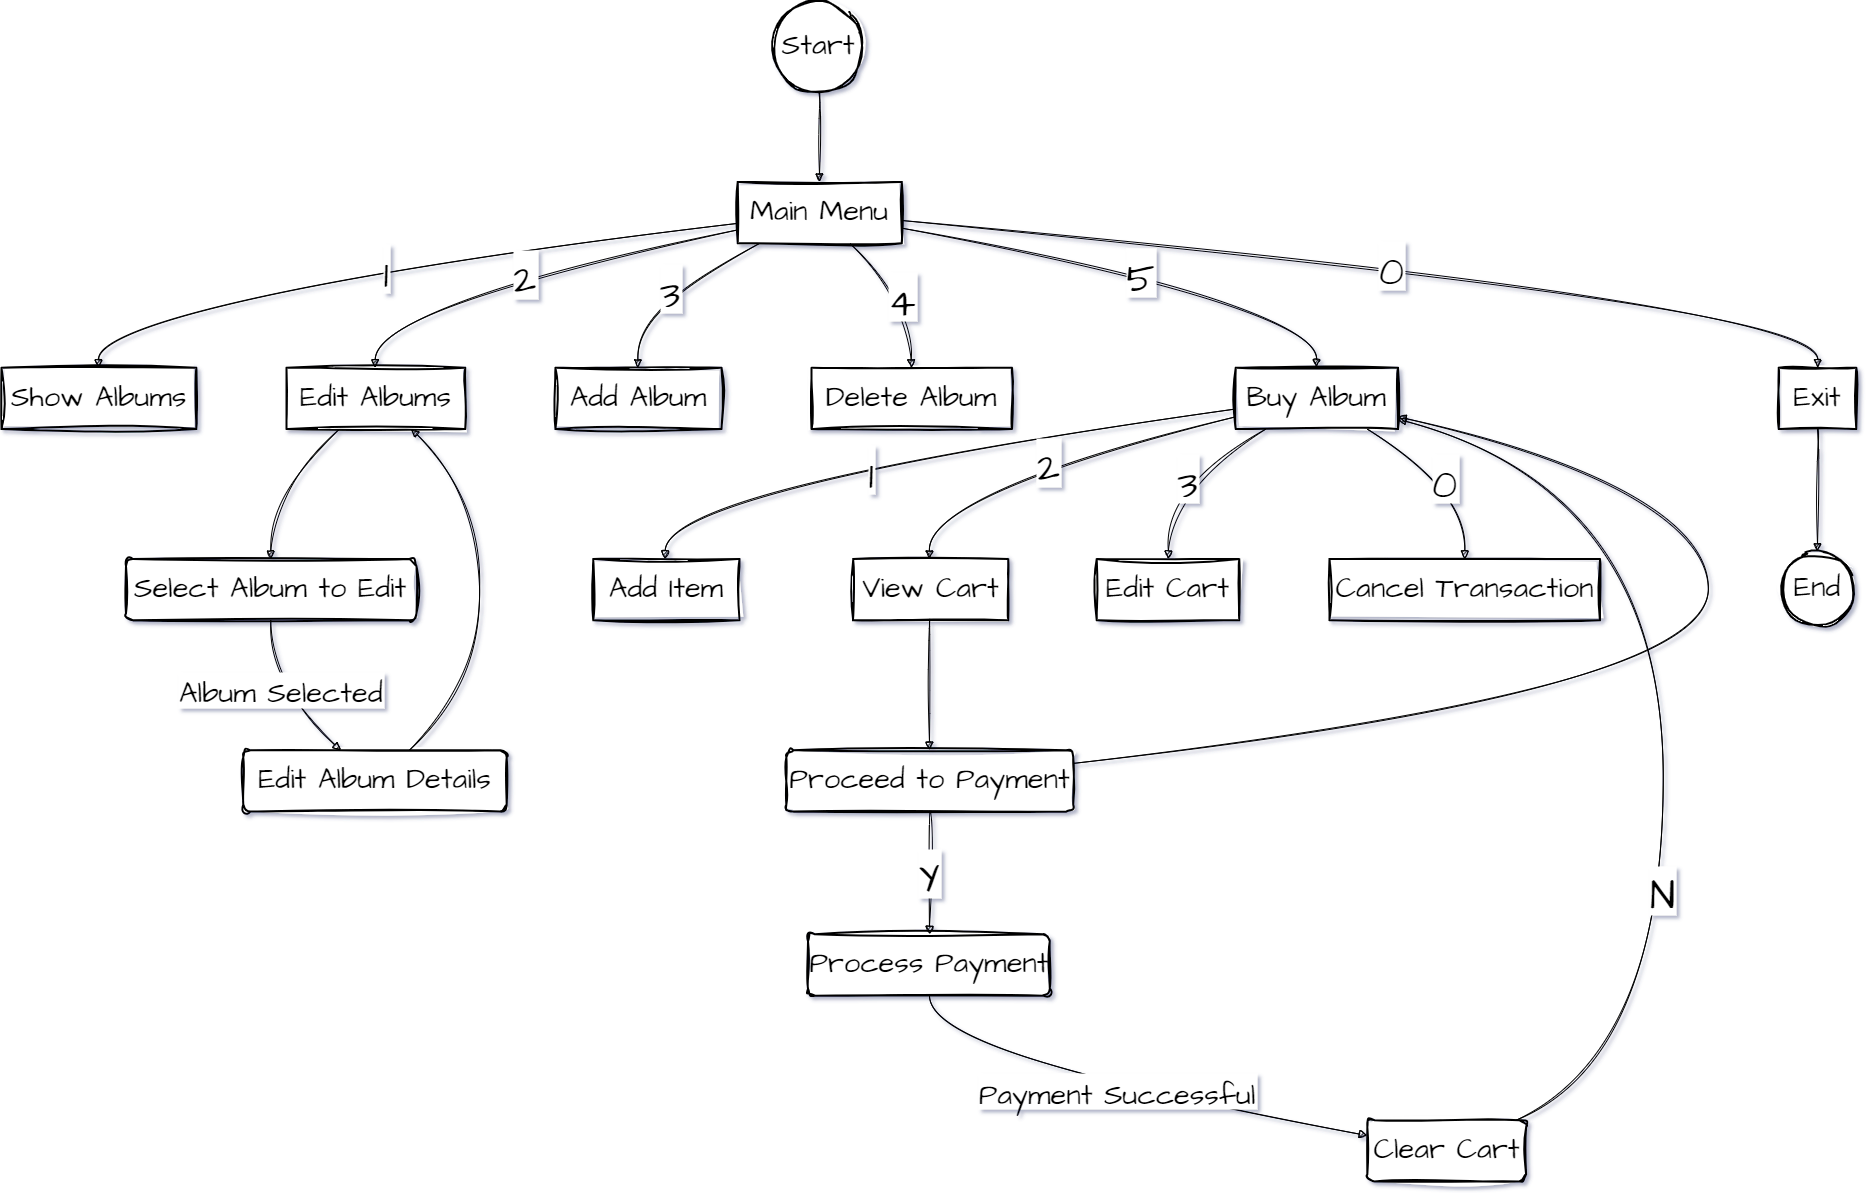 Start
Main Menu
1
2
3
4
5
0
Show Albums
Edit Albums
Add Album
Delete Album
Buy Album
Exit
1
2
3
0
Select Album to Edit
Add Item
View Cart
Edit Cart
Cancel Transaction
End
Album Selected
Edit Album Details
Proceed to Payment
Y
N
Process Payment
Payment Successful
Clear Cart